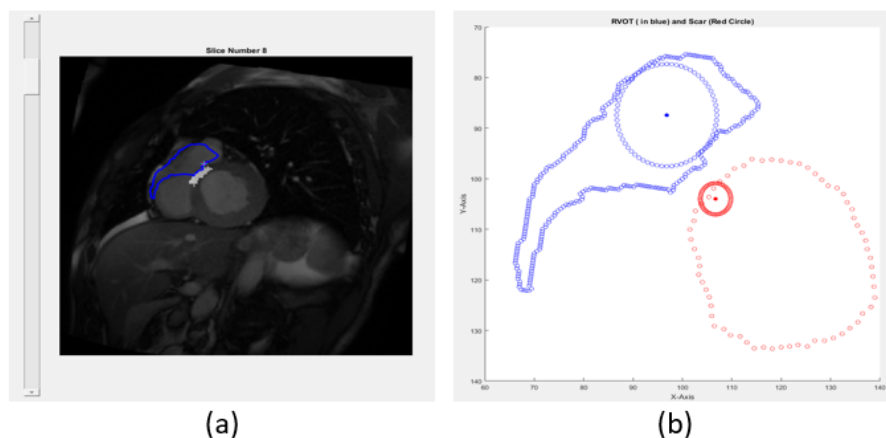 Slice Number 8
(a)
RVOT ( in blue) and Scar (Red Circle)
Y-Axis
70
80
90
100
110
120
130
140
60
70
80
90
100
110
120
130
140
X-Axis
(b)